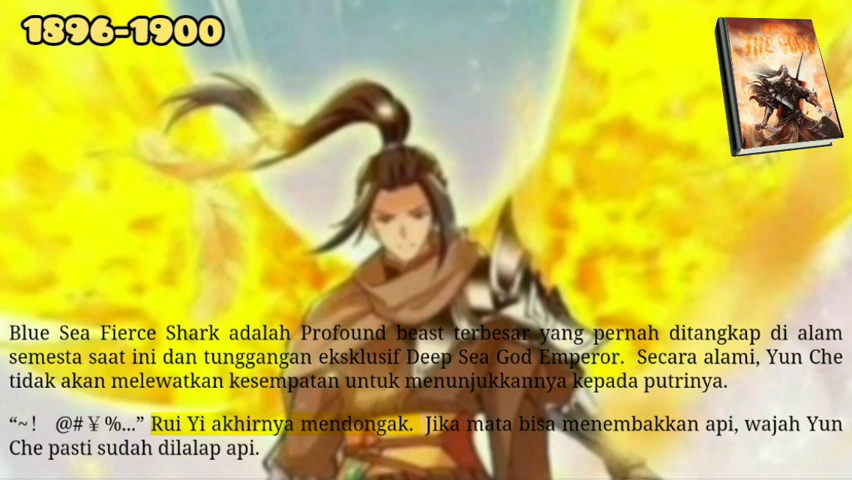 1896-1900
THE GOD
Blue Sea Fierce Shark adalah Profound beast terbesar yang pernah ditangkap di alam
semesta saat ini dan tunggangan eksklusif Deep Sea God Emperor. Secara alami, Yun Che
tidak akan melewatkan kesempatan untuk menunjukkannya kepada putrinya.
“~! @#￥%...” Rui Yi akhirnya mendongak. Jika mata bisa menembakkan api, wajah Yun
Che pasti sudah dilalap api.